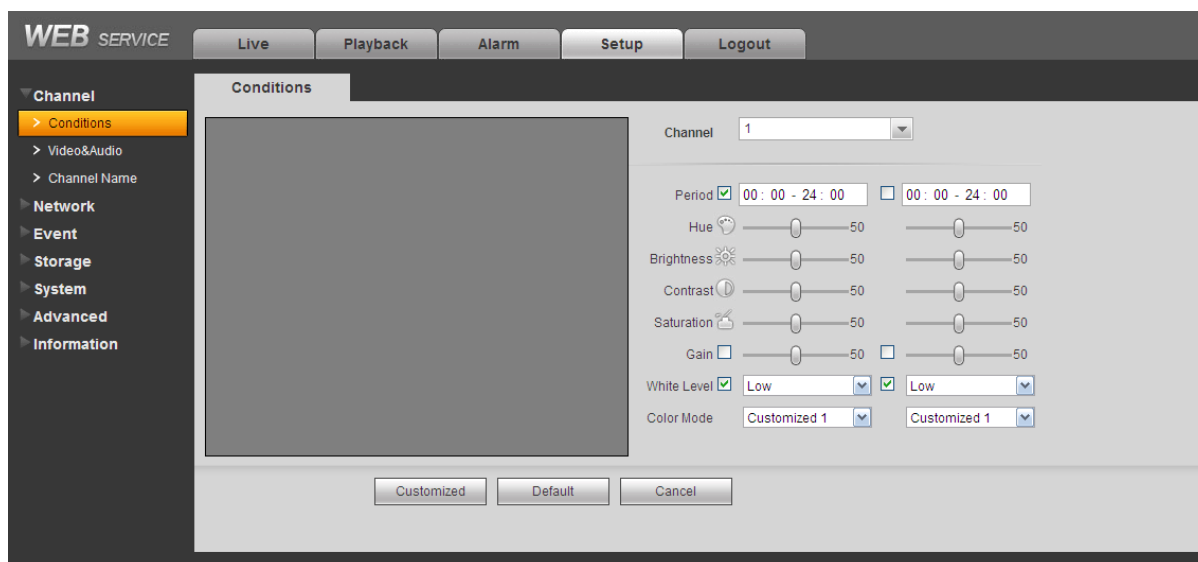 WEB SERVICE
Live Playback Alarm Setup Logout
Channel
> Conditions
> Video&Audio
> Channel Name
Network
Event
Storage
System
Advanced
Information
Conditions
Channel 1
Period 00 : 00 - 24 : 00 00 : 00 - 24 : 00
Hue 50 50
Brightness 50 50
Contrast 50 50
Saturation 50 50
Gain 50 50
White Level Low Low
Color Mode Customized 1 Customized 1
Customized Default Cancel